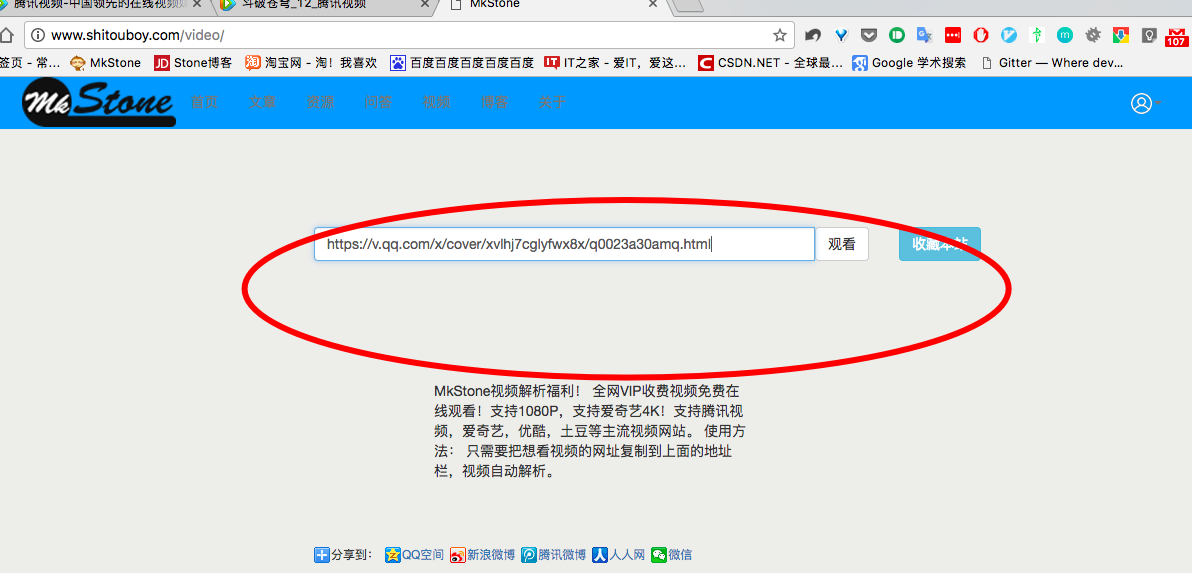 腾讯视频-中国领先的在线视频
斗破苍穹_12_腾讯视频
MkStone
www.shitouboy.com/video/
107
签页 - 常...
MkStone
JD Stone博客
淘 淘宝网 - 淘！我喜欢
百度百度百度百度百度
IT IT之家 - 爱IT，爱这...
C CSDN.NET - 全球最...
Google 学术搜索
Gitter — Where dev...
MkStone
首页 文章 资源 问答 视频 博客 关于
https://v.qq.com/x/cover/xvlhj7cglyfwx8x/q0023a30amq.html
观看
收藏本站
MkStone视频解析福利！ 全网VIP收费视频免费在
线观看！支持1080P，支持爱奇艺4K！支持腾讯视
频，爱奇艺，优酷，土豆等主流视频网站。 使用方
法： 只需要把想看视频的网址复制到上面的地址
栏，视频自动解析。
分享到： QQ空间 新浪微博 腾讯微博 人人网 微信